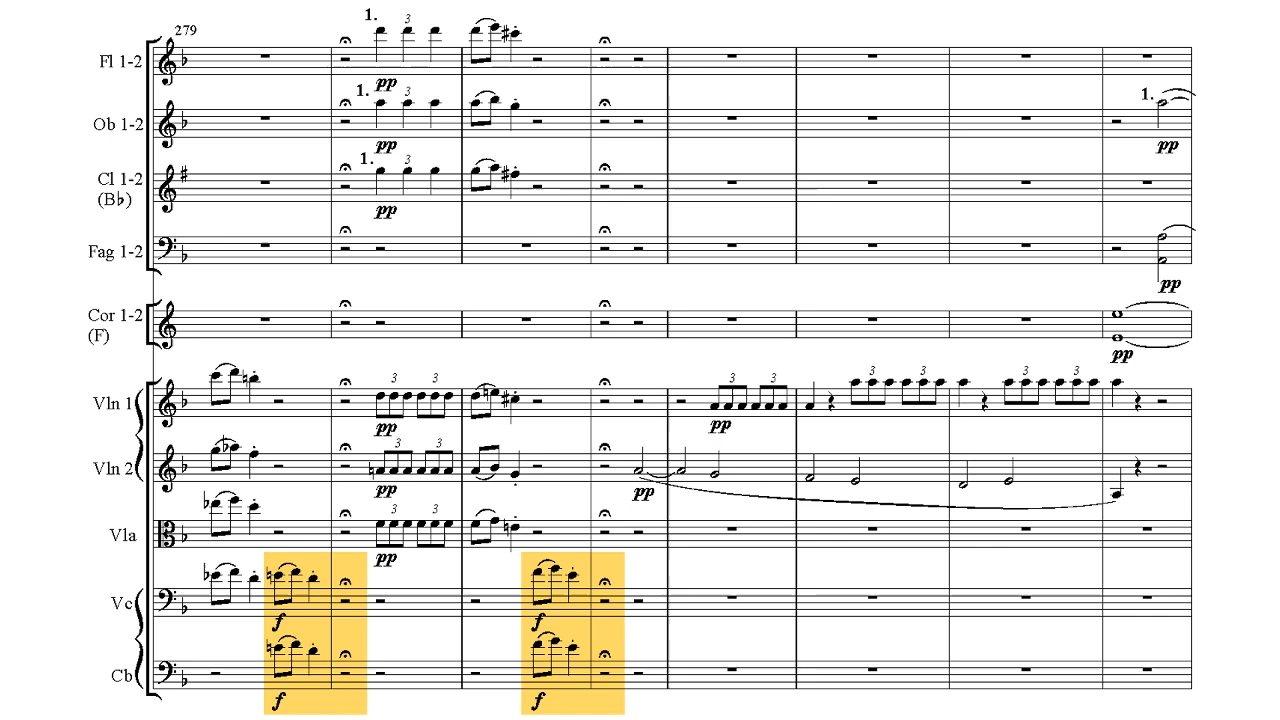 279
1.
3
Fl 1-2
pp
1.
3
1.
Ob 1-2
pp
pp
1.
3
Cl 1-2
(B♭)
pp
Fag 1-2
pp
Cor 1-2
(F)
pp
3 3 3 3 3 3 3 3
Vln 1
pp
pp
3 3
Vln 2
pp
pp
3 3
Vla
pp
Vc
f
f
Cb
f
f